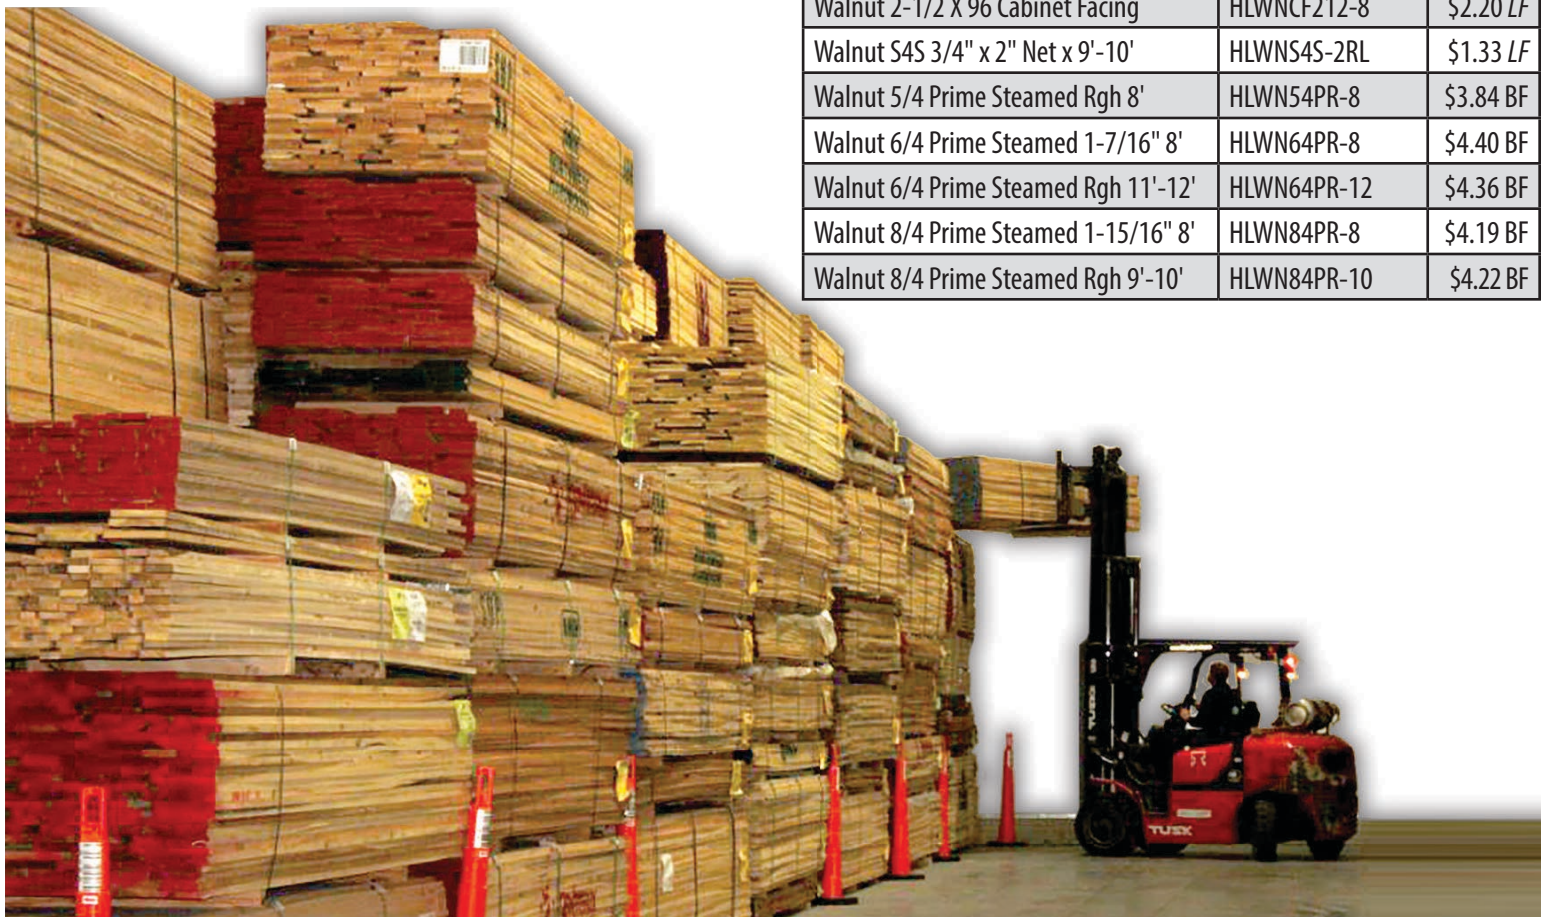 Walnut 2-1/2 X 96 Cabinet Facing HLWNCF212-8 $2.20 LF
Walnut S4S 3/4" x 2" Net x 9'-10' HLWNS4S-2RL $1.33 LF
Walnut 5/4 Prime Steamed Rgh 8' HLWN54PR-8 $3.84 BF
Walnut 6/4 Prime Steamed 1-7/16" 8' HLWN64PR-8 $4.40 BF
Walnut 6/4 Prime Steamed Rgh 11'-12' HLWN64PR-12 $4.36 BF
Walnut 8/4 Prime Steamed 1-15/16" 8' HLWN84PR-8 $4.19 BF
Walnut 8/4 Prime Steamed Rgh 9'-10' HLWN84PR-10 $4.22 BF
TUSK
TUSK